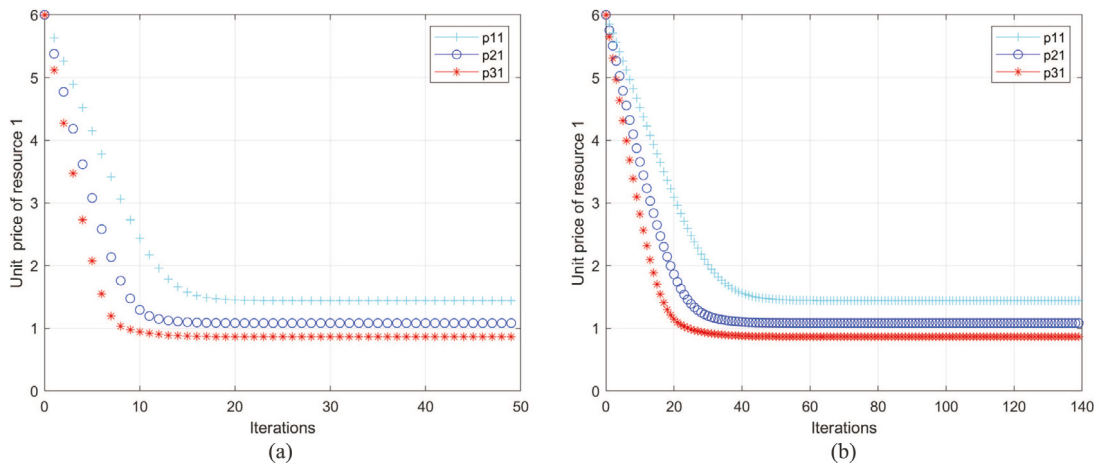 6
5
4
3
2
1
0
Unit price of resource 1
p11
p21
p31
0 10 20 30 40 50
Iterations
(a)
6
5
4
3
2
1
0
Unit price of resource 1
p11
p21
p31
0 20 40 60 80 100 120 140
Iterations
(b)